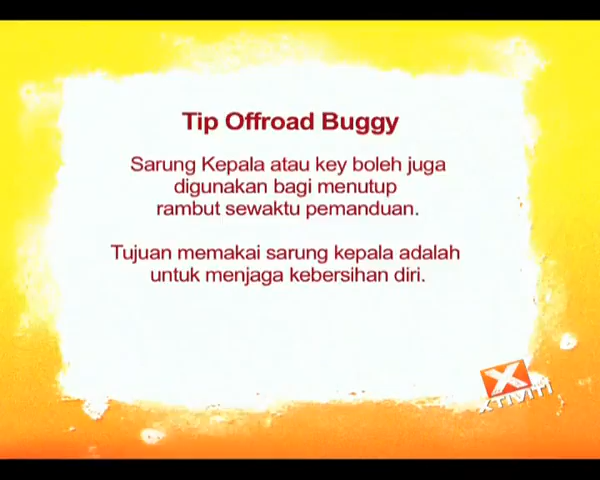 Tip Offroad Buggy
Sarung Kepala atau key boleh juga
digunakan bagi menutup
rambut sewaktu pemanduan.
Tujuan memakai sarung kepala adalah
untuk menjaga kebersihan diri.
X
XTIVITI